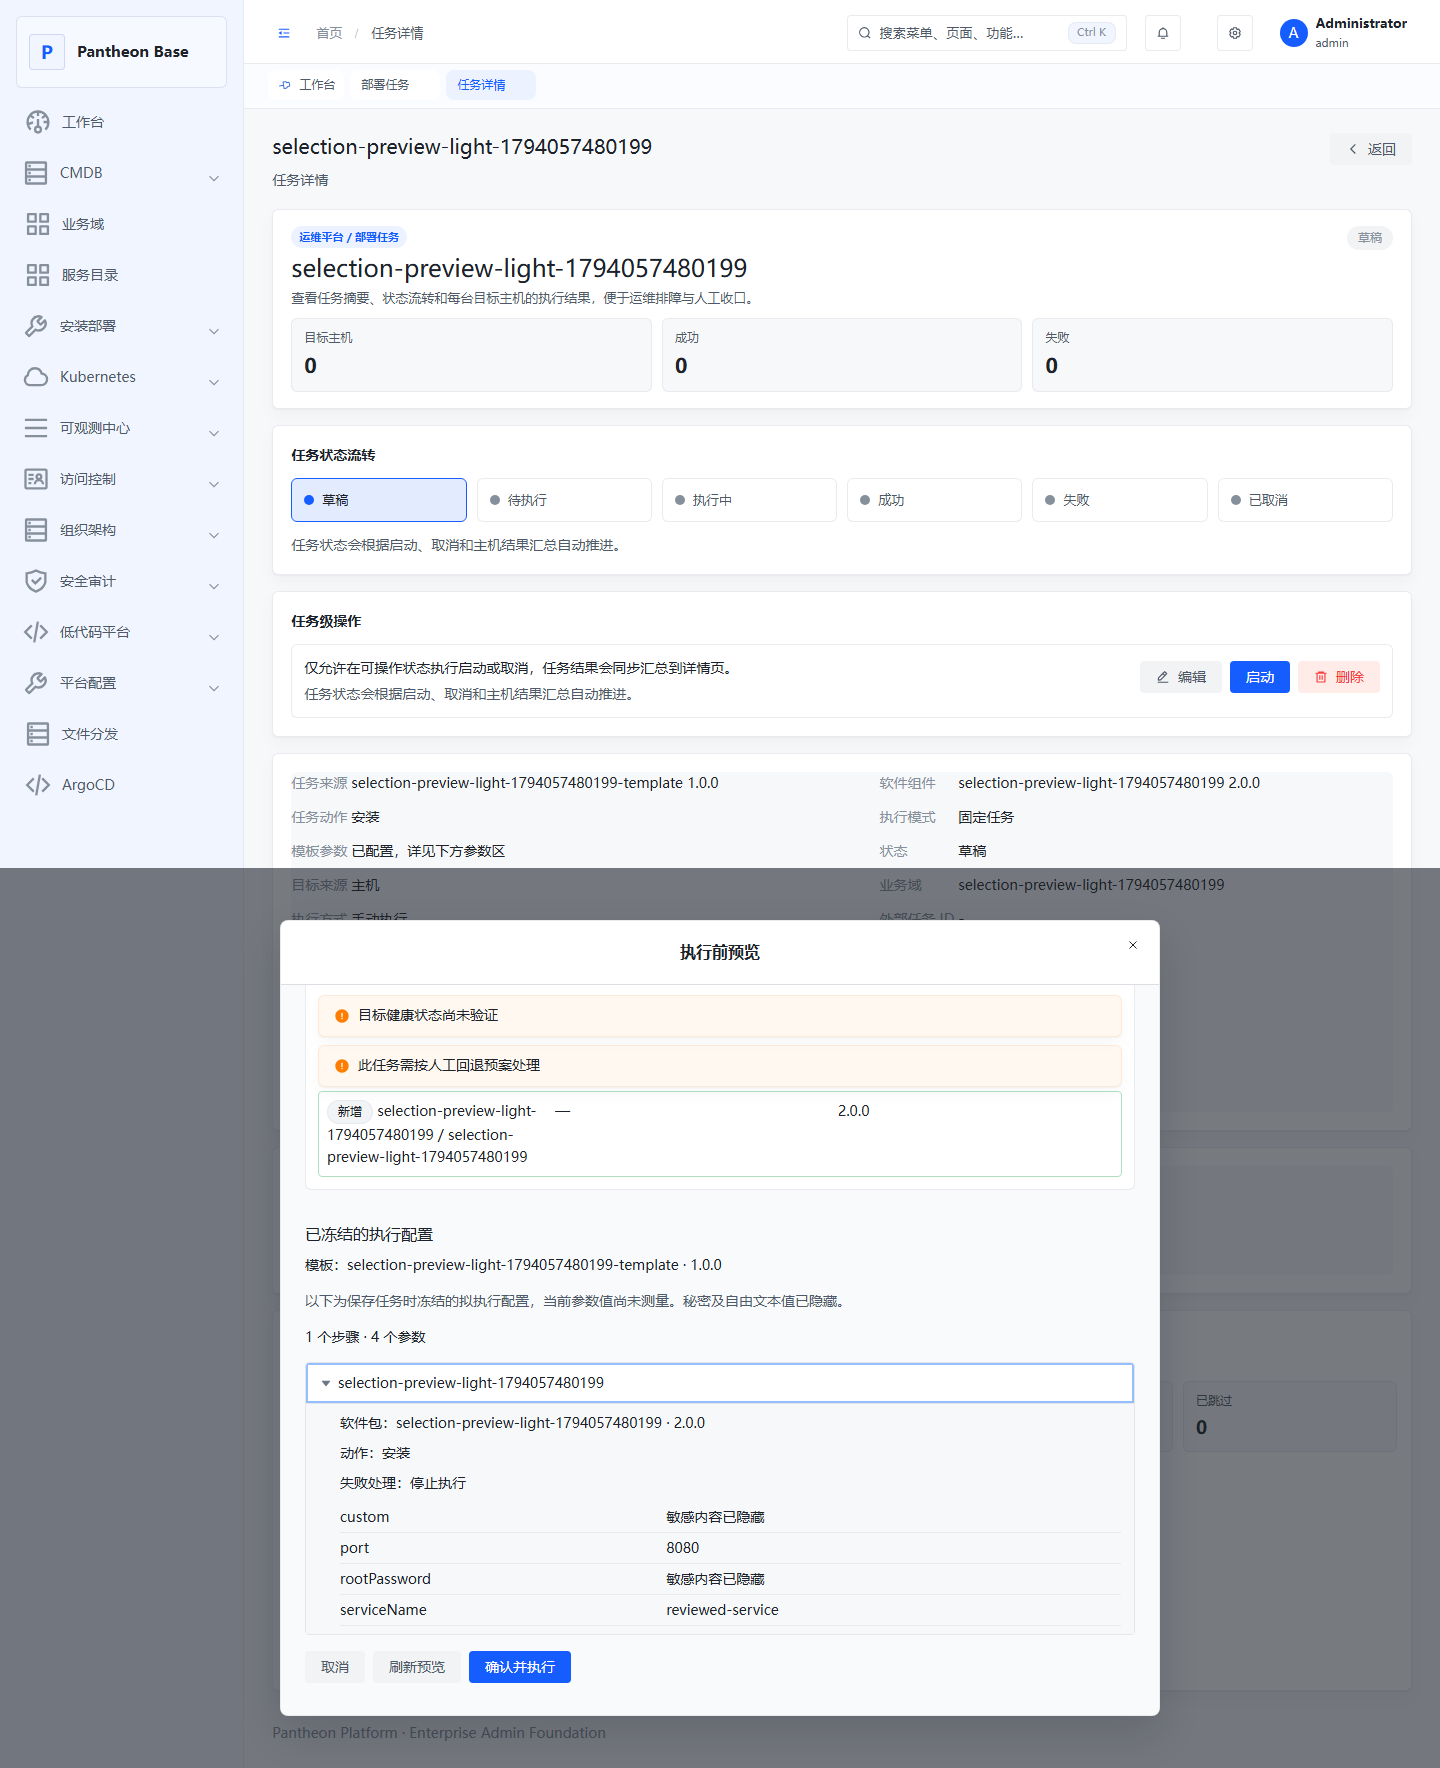 P Pantheon Base
工作台
CMDB
业务域
服务目录
安装部署
Kubernetes
可观测中心
访问控制
组织架构
安全审计
低代码平台
平台配置
文件分发
ArgoCD
首页 / 任务详情
搜索菜单、页面、功能... Ctrl K
A Administrator
admin
工作台 部署任务 任务详情
selection-preview-light-1794057480199
任务详情
返回
运维平台 / 部署任务
草稿
selection-preview-light-1794057480199
查看任务摘要、状态流转和每台目标主机的执行结果，便于运维排障与人工收口。
目标主机 成功 失败
0 0 0
任务状态流转
草稿 待执行 执行中 成功 失败 已取消
任务状态会根据启动、取消和主机结果汇总自动推进。
任务级操作
仅允许在可操作状态执行启动或取消，任务结果会同步汇总到详情页。
任务状态会根据启动、取消和主机结果汇总自动推进。
编辑 启动 删除
任务来源 selection-preview-light-1794057480199-template 1.0.0 软件组件 selection-preview-light-1794057480199 2.0.0
任务动作 安装 执行模式 固定任务
模板参数 已配置，详见下方参数区 状态 草稿
目标来源 主机 业务域 selection-preview-light-1794057480199
执行方式 手动执行 外部任务 ID -
执行前预览
目标健康状态尚未验证
此任务需按人工回退预案处理
新增 selection-preview-light- — 2.0.0
1794057480199 / selection-
preview-light-1794057480199
已冻结的执行配置
模板：selection-preview-light-1794057480199-template · 1.0.0
以下为保存任务时冻结的拟执行配置，当前参数值尚未测量。秘密及自由文本值已隐藏。
1 个步骤 · 4 个参数
selection-preview-light-1794057480199
软件包：selection-preview-light-1794057480199 · 2.0.0
动作：安装
失败处理：停止执行
custom 敏感内容已隐藏
port 8080
rootPassword 敏感内容已隐藏
serviceName reviewed-service
取消 刷新预览 确认并执行
已跳过
0
Pantheon Platform · Enterprise Admin Foundation